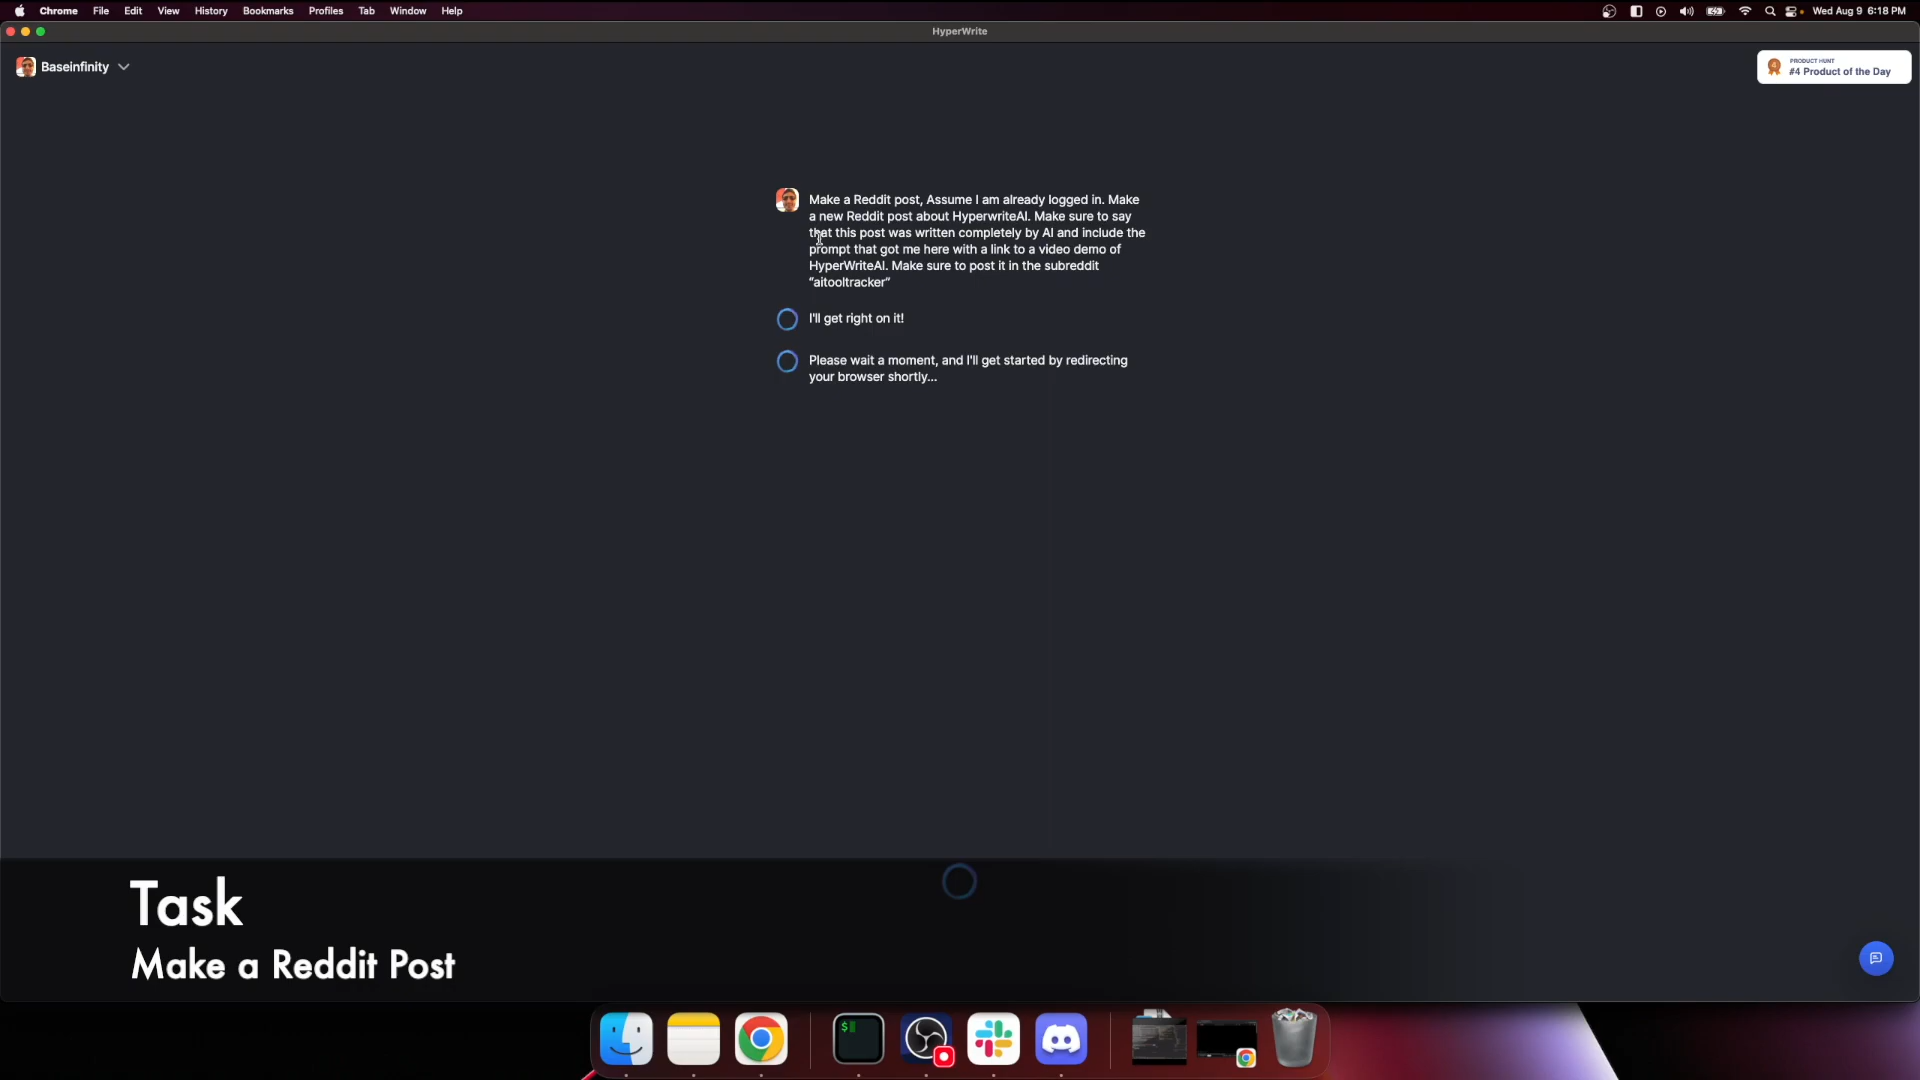 Chrome File Edit View History Bookmarks Profiles Tab Window Help
Wed Aug 9 6:18 PM
HyperWrite
Baseinfinity
4
PRODUCT HUNT
#4 Product of the Day
Make a Reddit post, Assume I am already logged in. Make
a new Reddit post about HyperwriteAI. Make sure to say
that this post was written completely by AI and include the
prompt that got me here with a link to a video demo of
HyperWriteAI. Make sure to post it in the subreddit
“aitooltracker”
I'll get right on it!
Please wait a moment, and I'll get started by redirecting
your browser shortly...
Task
Make a Reddit Post
$